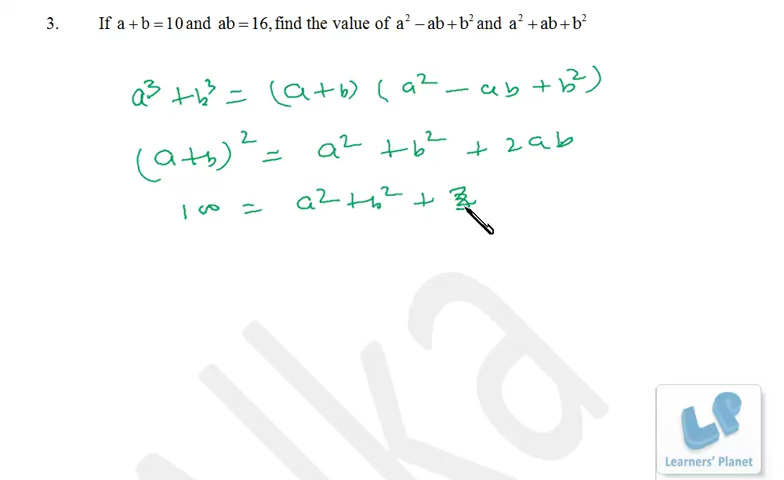 3. If a + b = 10 and ab = 16, find the value of a² − ab + b² and a² + ab + b²
a³ + b³ = (a+b) (a² − ab + b²)
(a+b)² = a² + b² + 2ab
100 = a² + b² +
LP
Learners' Planet